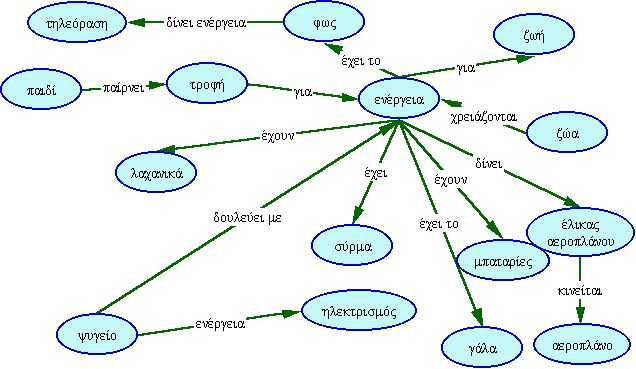 τηλεόραση
δίνει ενέργεια
φως
ζωή
έχει το
για
παιδί
παίρνει
τροφή
για
ενέργεια
χρειάζονται
ζώα
έχουν
λαχανικά
έχει
έχουν
δίνει
δουλεύει με
έχει το
σύρμα
μπαταρίες
έλικας
αεροπλάνου
κινείται
ψυγείο
ενέργεια
ηλεκτρισμός
γάλα
αεροπλάνο